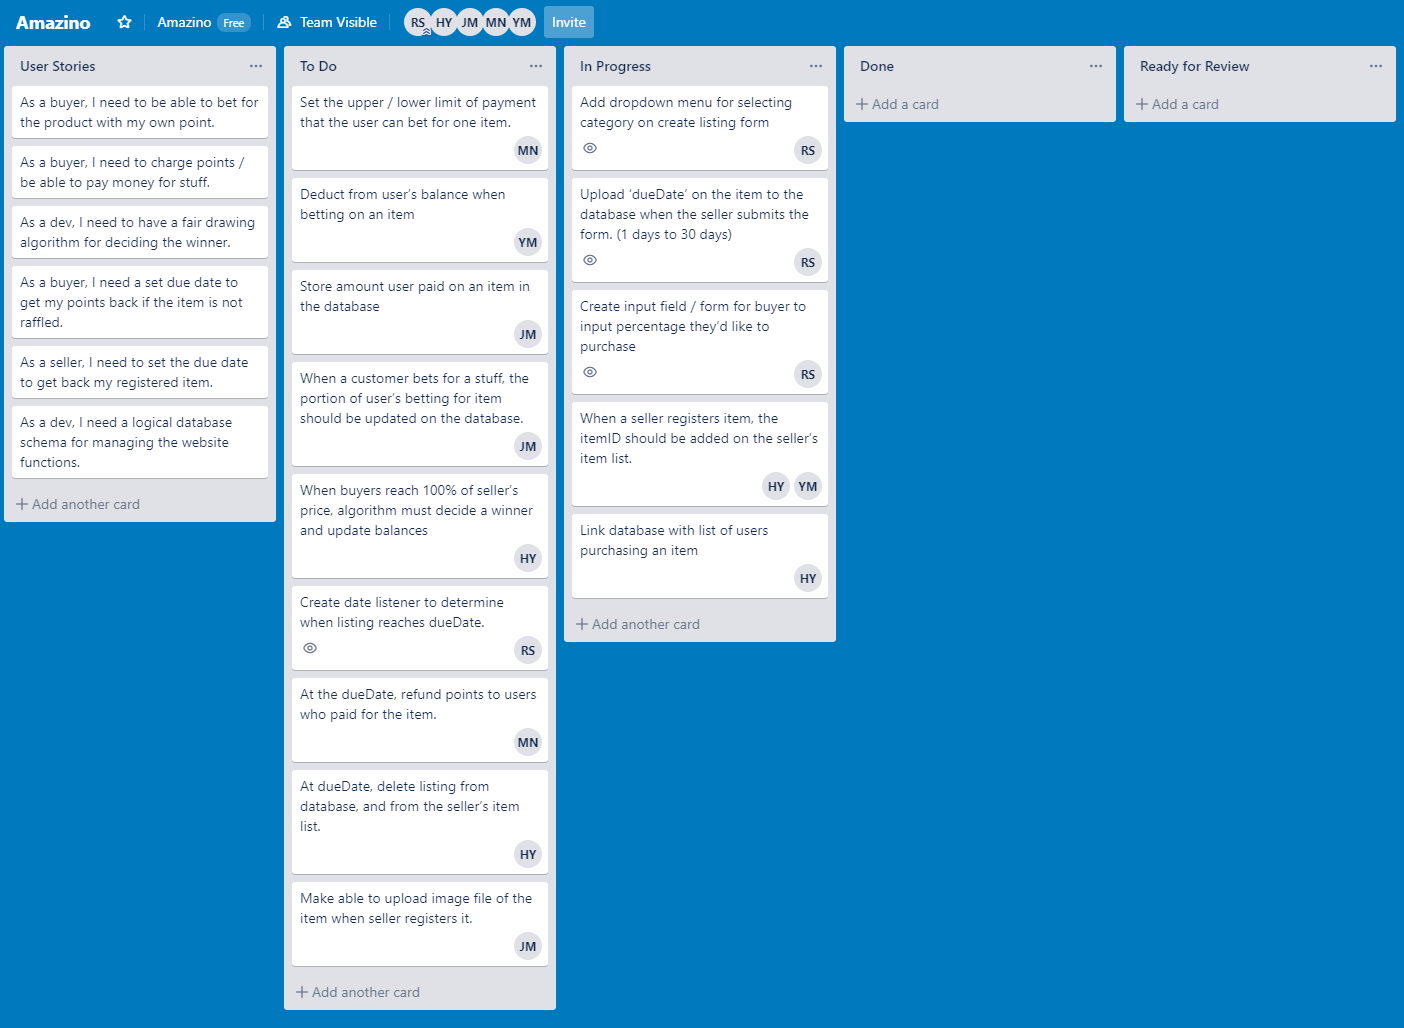 Amazino
Amazino Free
Team Visible
RS HY JM MN YM
Invite
User Stories
As a buyer, I need to be able to bet for
the product with my own point.
As a buyer, I need to charge points /
be able to pay money for stuff.
As a dev, I need to have a fair drawing
algorithm for deciding the winner.
As a buyer, I need a set due date to
get my points back if the item is not
raffled.
As a seller, I need to set the due date
to get back my registered item.
As a dev, I need a logical database
schema for managing the website
functions.
+ Add another card
To Do
Set the upper / lower limit of payment
that the user can bet for one item.
MN
Deduct from user’s balance when
betting on an item
YM
Store amount user paid on an item in
the database
JM
When a customer bets for a stuff, the
portion of user’s betting for item
should be updated on the database.
JM
When buyers reach 100% of seller’s
price, algorithm must decide a winner
and update balances
HY
Create date listener to determine
when listing reaches dueDate.
RS
At the dueDate, refund points to users
who paid for the item.
MN
At dueDate, delete listing from
database, and from the seller’s item
list.
HY
Make able to upload image file of the
item when seller registers it.
JM
+ Add another card
In Progress
Add dropdown menu for selecting
category on create listing form
RS
Upload ‘dueDate’ on the item to the
database when the seller submits the
form. (1 days to 30 days)
RS
Create input field / form for buyer to
input percentage they’d like to
purchase
RS
When a seller registers item, the
itemID should be added on the seller’s
item list.
HY YM
Link database with list of users
purchasing an item
HY
+ Add another card
Done
+ Add a card
Ready for Review
+ Add a card